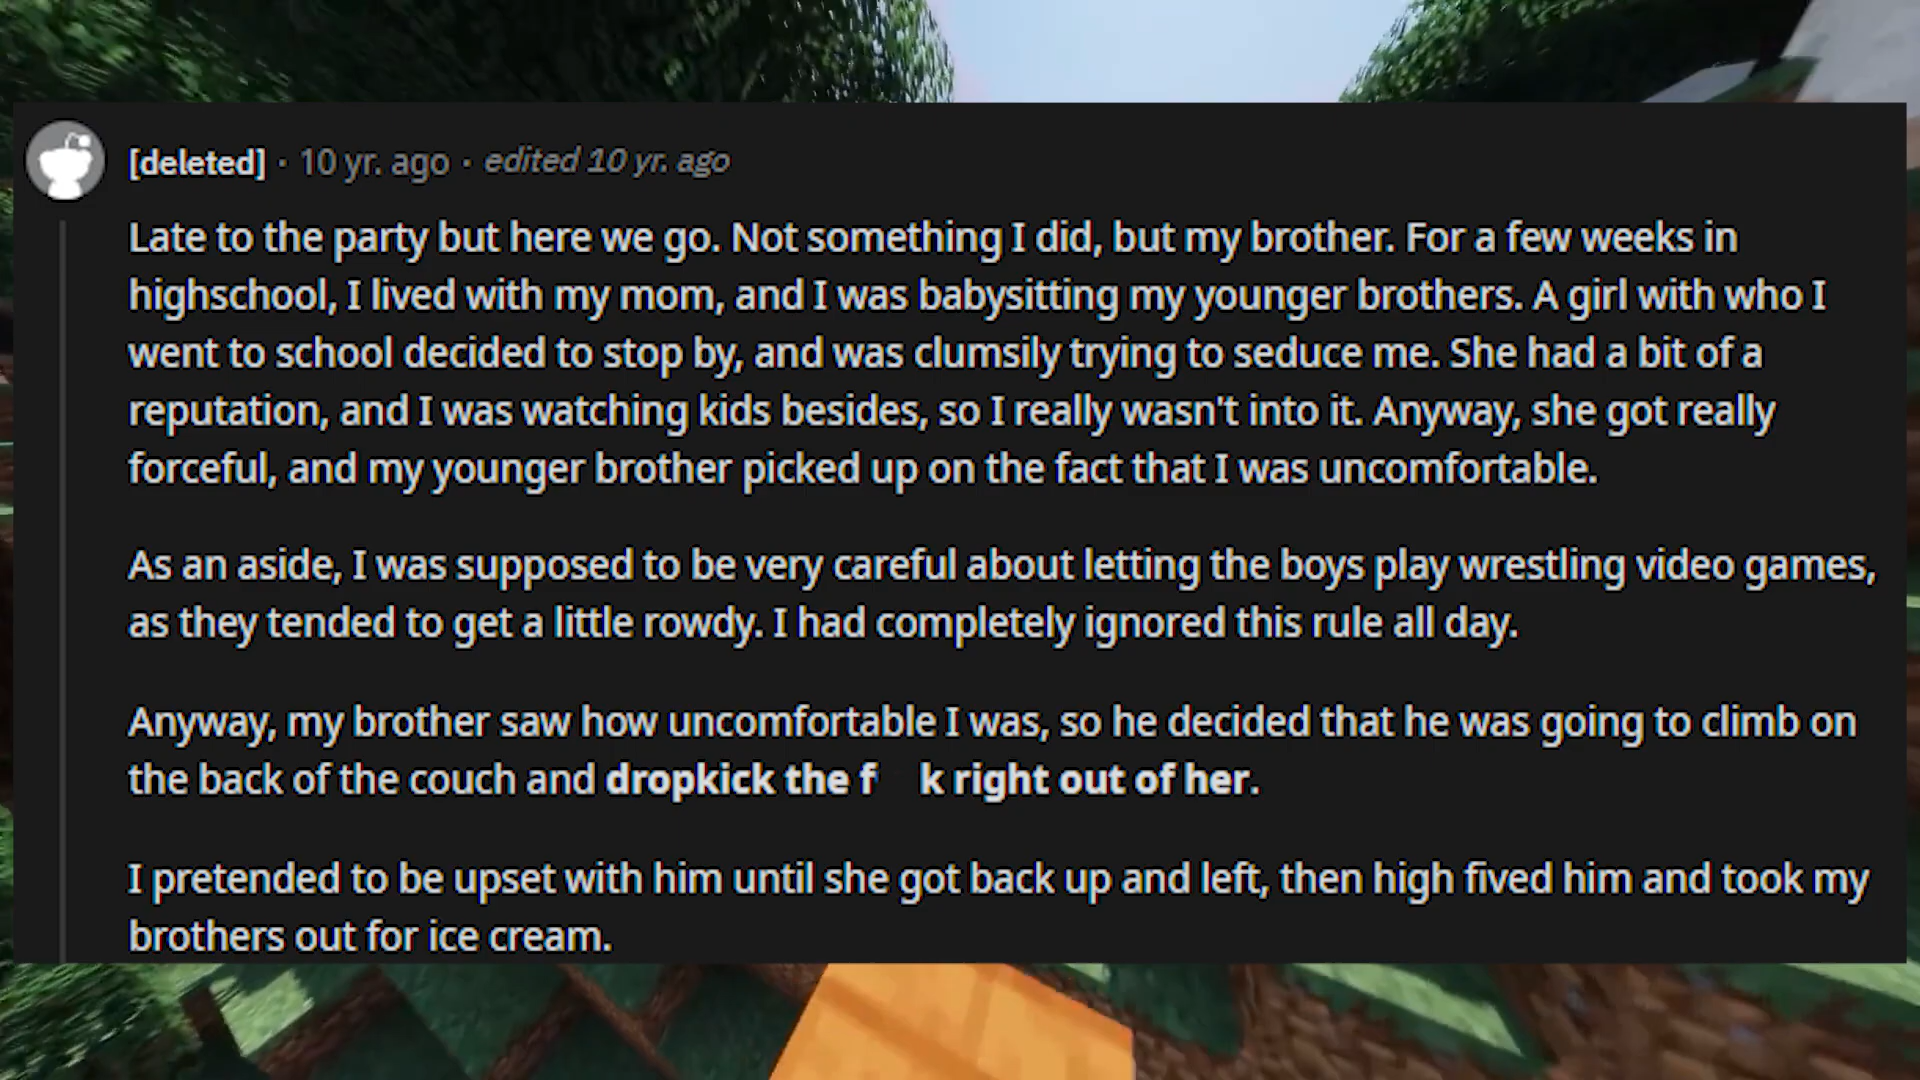 [deleted] · 10 yr. ago · edited 10 yr. ago
Late to the party but here we go. Not something I did, but my brother. For a few weeks in
highschool, I lived with my mom, and I was babysitting my younger brothers. A girl with who I
went to school decided to stop by, and was clumsily trying to seduce me. She had a bit of a
reputation, and I was watching kids besides, so I really wasn't into it. Anyway, she got really
forceful, and my younger brother picked up on the fact that I was uncomfortable.
As an aside, I was supposed to be very careful about letting the boys play wrestling video games,
as they tended to get a little rowdy. I had completely ignored this rule all day.
Anyway, my brother saw how uncomfortable I was, so he decided that he was going to climb on
the back of the couch and dropkick the f k right out of her.
I pretended to be upset with him until she got back up and left, then high fived him and took my
brothers out for ice cream.